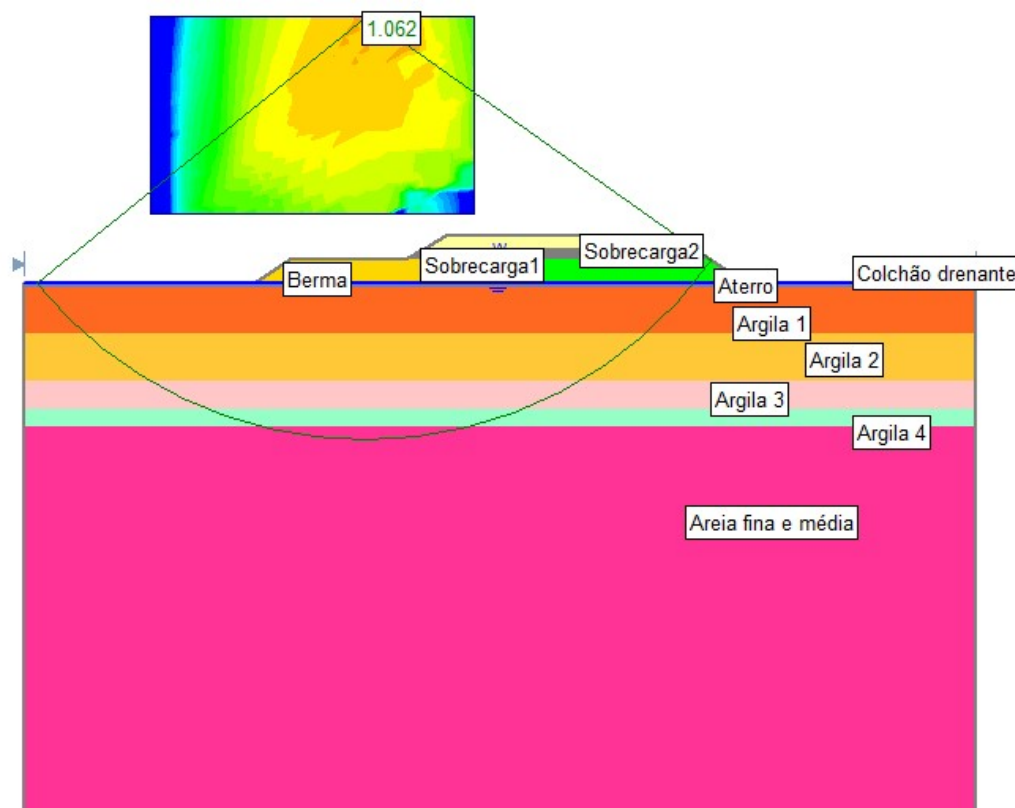 1.062
Sobrecarga2
Sobrecarga1
Berma
Colchão drenante
Aterro
Argila 1
Argila 2
Argila 3
Argila 4
Areia fina e média